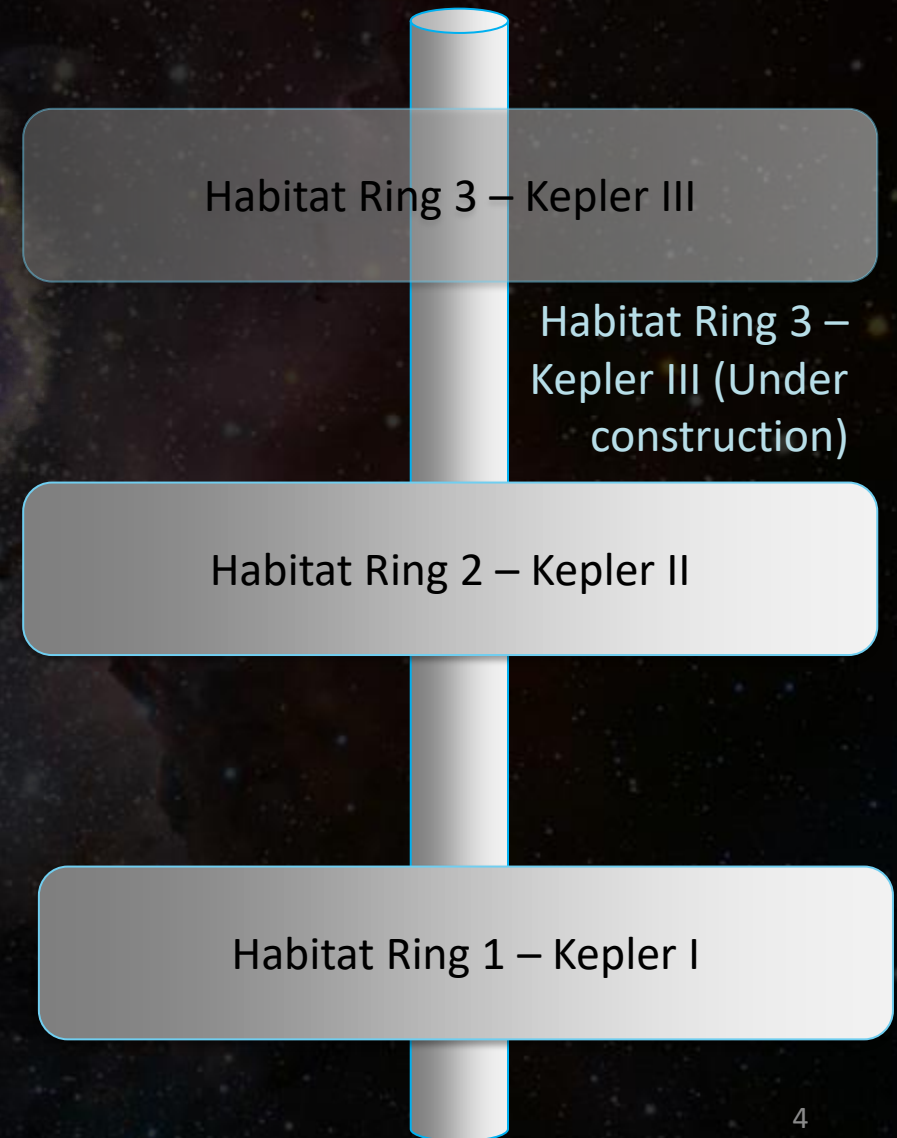 Habitat Ring 3 – Kepler III
Habitat Ring 3 –
Kepler III (Under
construction)
Habitat Ring 2 – Kepler II
Habitat Ring 1 – Kepler I
4